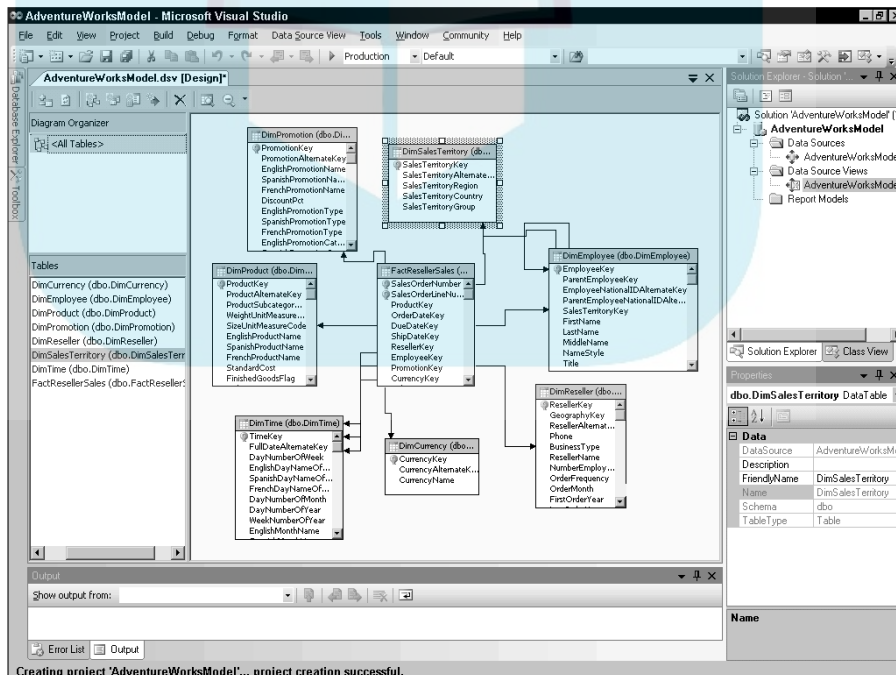 AdventureWorksModel - Microsoft Visual Studio
File Edit View Project Build Debug Format Data Source View Tools Window Community Help
Production Default
AdventureWorksModel.dsv [Design]*
Database Explorer
Toolbox
Diagram Organizer
<All Tables>
Tables
DimCurrency (dbo.DimCurrency)
DimEmployee (dbo.DimEmployee)
DimProduct (dbo.DimProduct)
DimPromotion (dbo.DimPromotion)
DimReseller (dbo.DimReseller)
DimSalesTerritory (dbo.DimSalesTerr
DimTime (dbo.DimTime)
FactResellerSales (dbo.FactReseller
DimPromotion (dbo.Di...
PromotionKey
PromotionAlternateKey
EnglishPromotionName
SpanishPromotionNa...
FrenchPromotionName
DiscountPct
EnglishPromotionType
SpanishPromotionType
FrenchPromotionType
EnglishPromotionCat...
DimSalesTerritory (db...
SalesTerritoryKey
SalesTerritoryAlternate...
SalesTerritoryRegion
SalesTerritoryCountry
SalesTerritoryGroup
DimProduct (dbo.Dim...
ProductKey
ProductAlternateKey
ProductSubcategor...
WeightUnitMeasure...
SizeUnitMeasureCode
EnglishProductName
SpanishProductName
FrenchProductName
StandardCost
FinishedGoodsFlag
FactResellerSales (...
SalesOrderNumber
SalesOrderLineNu...
ProductKey
OrderDateKey
DueDateKey
ShipDateKey
ResellerKey
EmployeeKey
PromotionKey
CurrencyKey
DimEmployee (dbo.DimEmployee)
EmployeeKey
ParentEmployeeKey
EmployeeNationalIDAlternateKey
ParentEmployeeNationalIDAlte...
SalesTerritoryKey
FirstName
LastName
MiddleName
NameStyle
Title
DimTime (dbo.DimTime)
TimeKey
FullDateAlternateKey
DayNumberOfWeek
EnglishDayNameOf...
SpanishDayNameOf...
FrenchDayNameOf...
DayNumberOfMonth
DayNumberOfYear
WeekNumberOfYear
EnglishMonthName
DimCurrency (dbo...
CurrencyKey
CurrencyAlternateK...
CurrencyName
DimReseller (dbo....
ResellerKey
GeographyKey
ResellerAlternat...
Phone
BusinessType
ResellerName
NumberEmploy...
OrderFrequency
OrderMonth
FirstOrderYear
Solution Explorer - Solution '...
Solution 'AdventureWorksModel' (
AdventureWorksModel
Data Sources
AdventureWorksMode
Data Source Views
AdventureWorksMode
Report Models
Solution Explorer Class View
Properties
dbo.DimSalesTerritory DataTable
Data
DataSource AdventureWorksMo
Description
FriendlyName DimSalesTerritory
Name DimSalesTerritory
Schema dbo
TableType Table
Name
Output
Show output from:
Error List Output
Creating project 'AdventureWorksModel'... project creation successful.